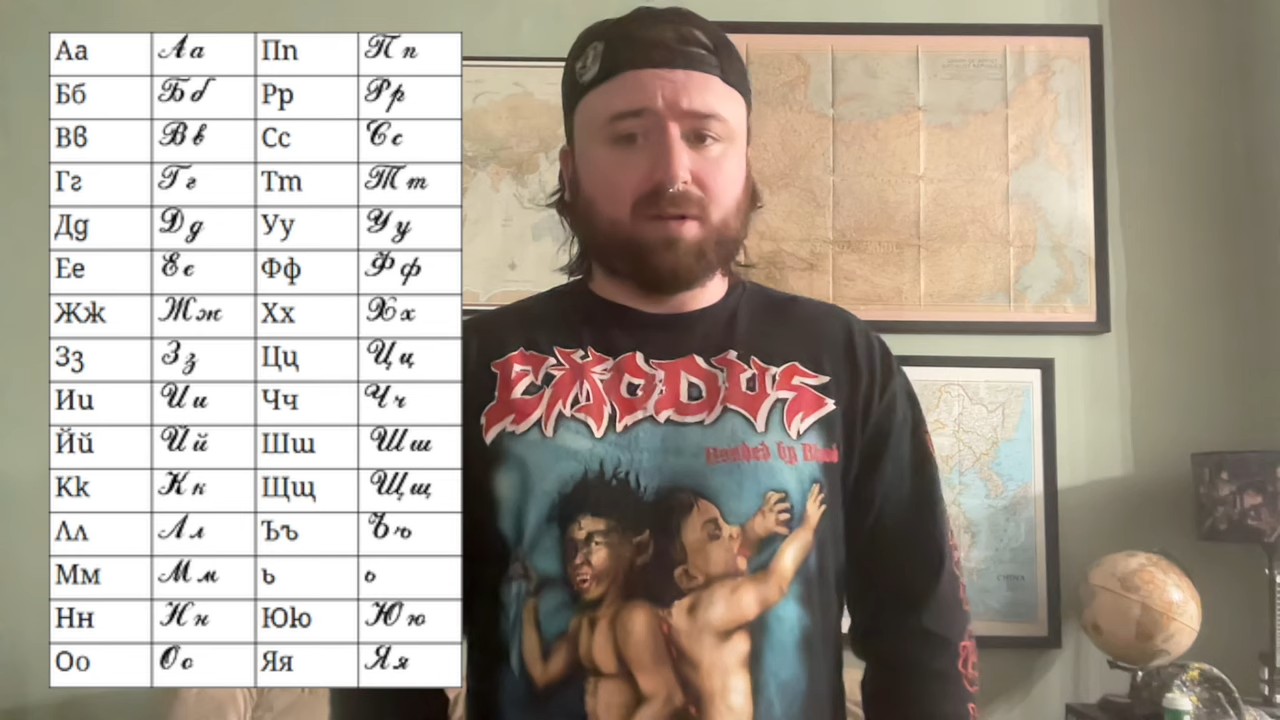 Аа Аа Пп Пп
Бб Бб Рр Рр
Вв Вв Сс Сс
Гг Гг Тт Тт
Дд Дд Уу Уу
Ее Ее Фф Фф
Жж Жж Хх Хх
Зз Зз Цц Цц
Ии Ии Чч Чч
Йй Йй Шш Шш
Кк Кк Щщ Щщ
Лл Лл Ъъ Ъъ
Мм Мм ь ь
Нн Нн Юю Юю
Оо Оо Яя Яя
EXODUS
Bonded by Blood
CHINA